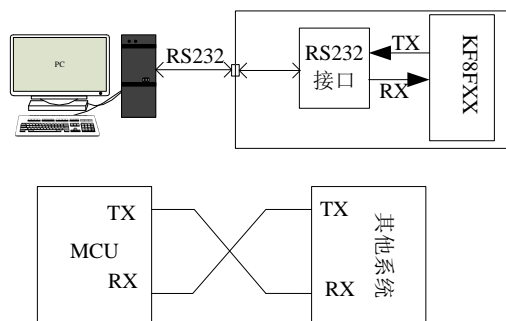 PC
RS232
RS232
接口
TX
RX
KF8FXX
TX
MCU
RX
TX
RX
其他系统